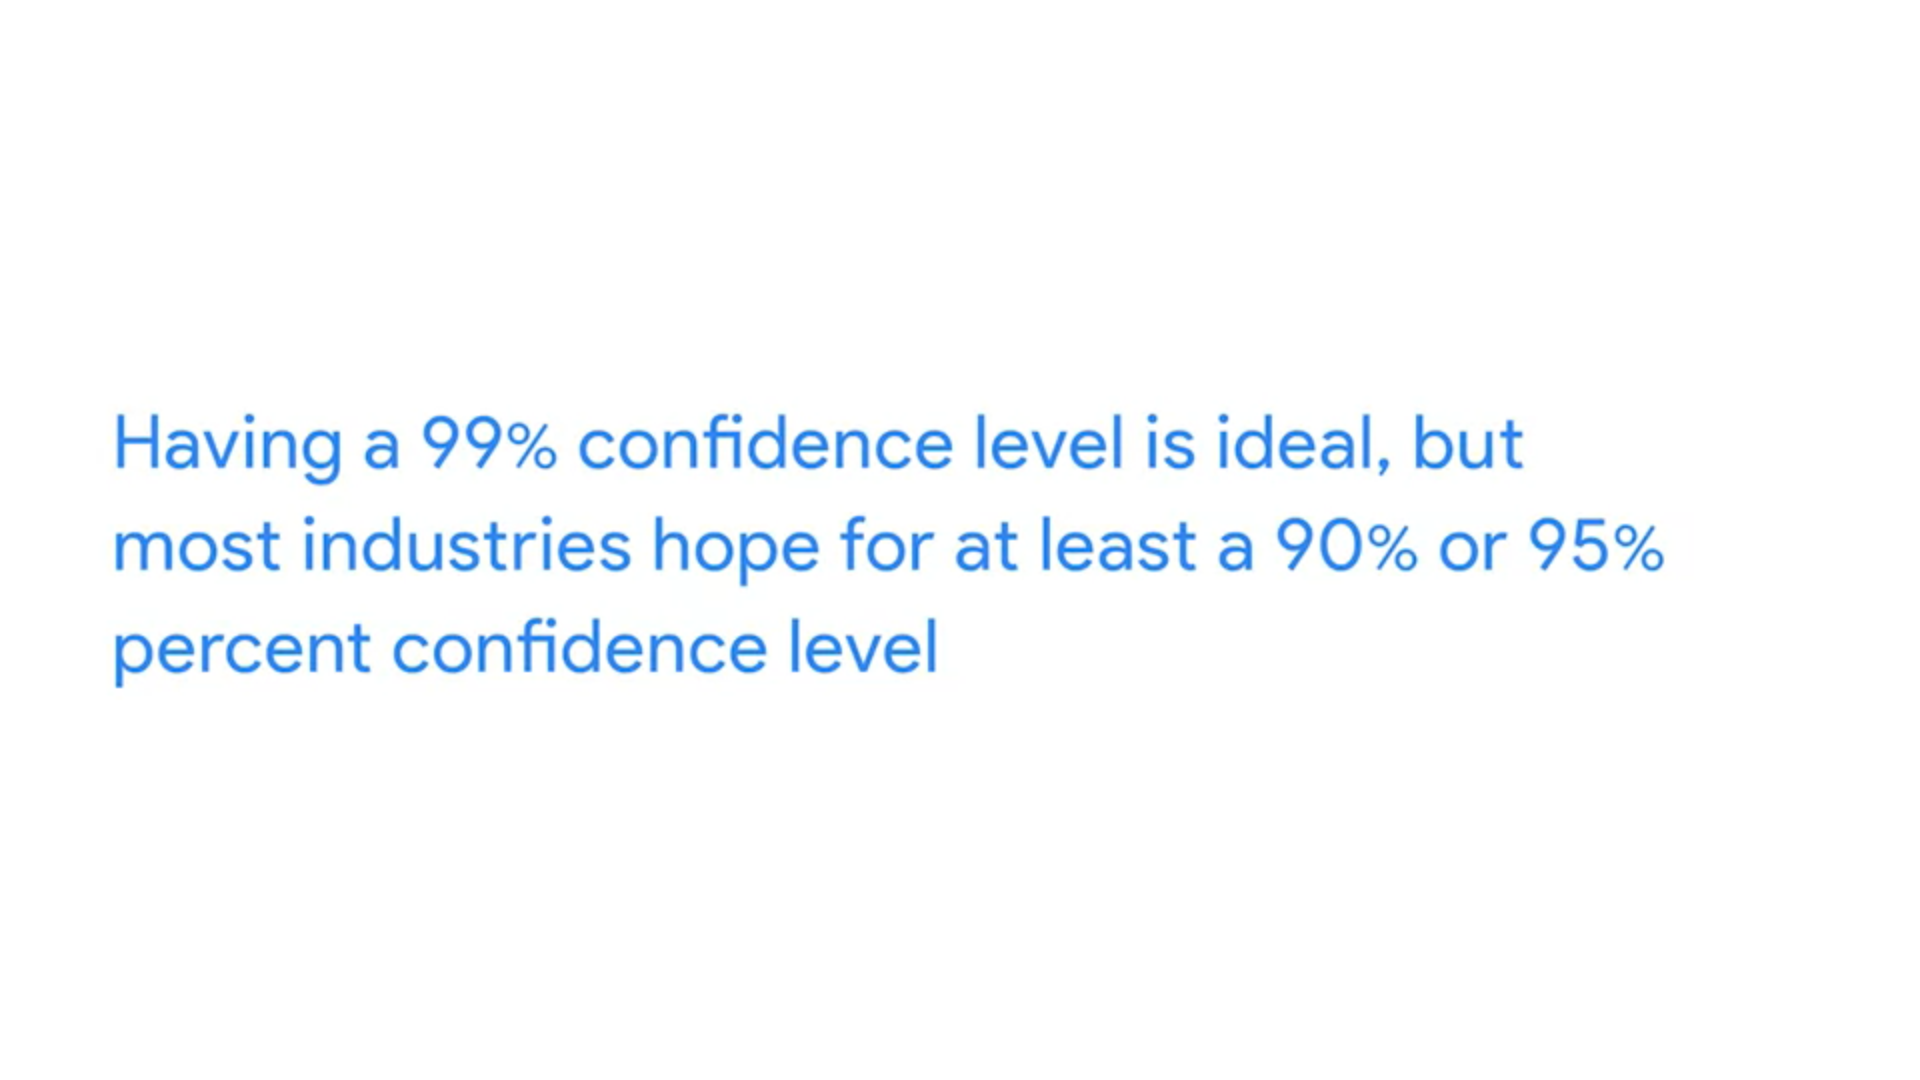 Having a 99% confidence level is ideal, but
most industries hope for at least a 90% or 95%
percent confidence level